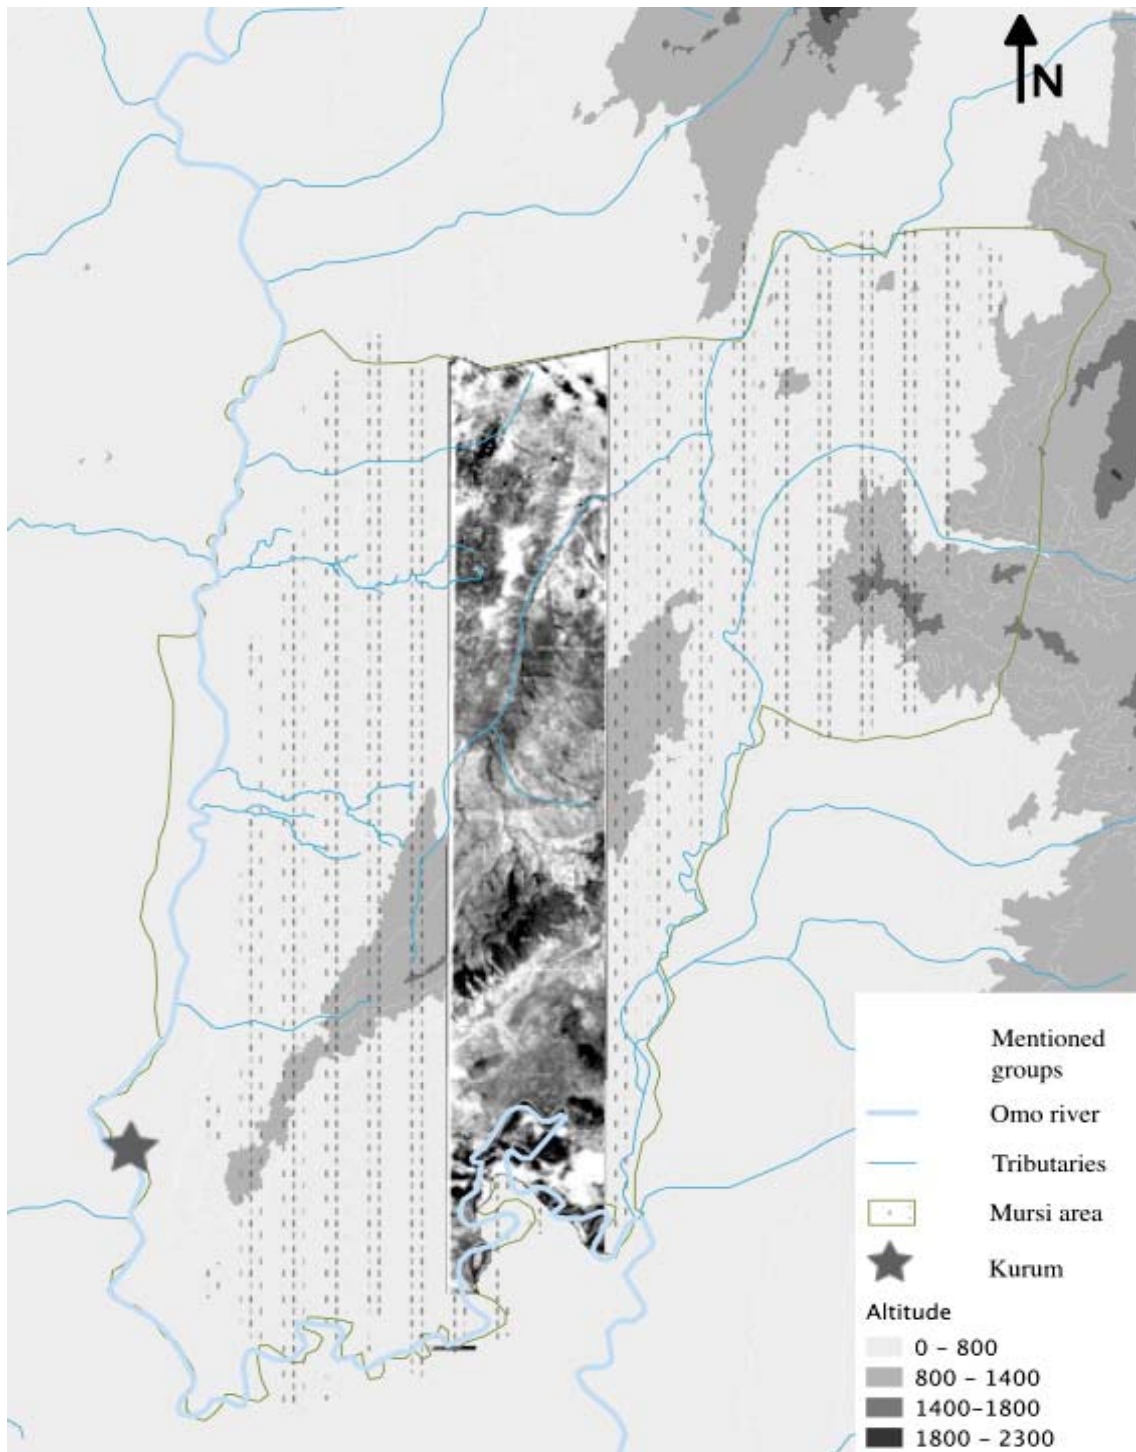 N
Mentioned
groups
Omo river
Tributaries
Mursi area
Kurum
Altitude
0 - 800
800 - 1400
1400-1800
1800 - 2300